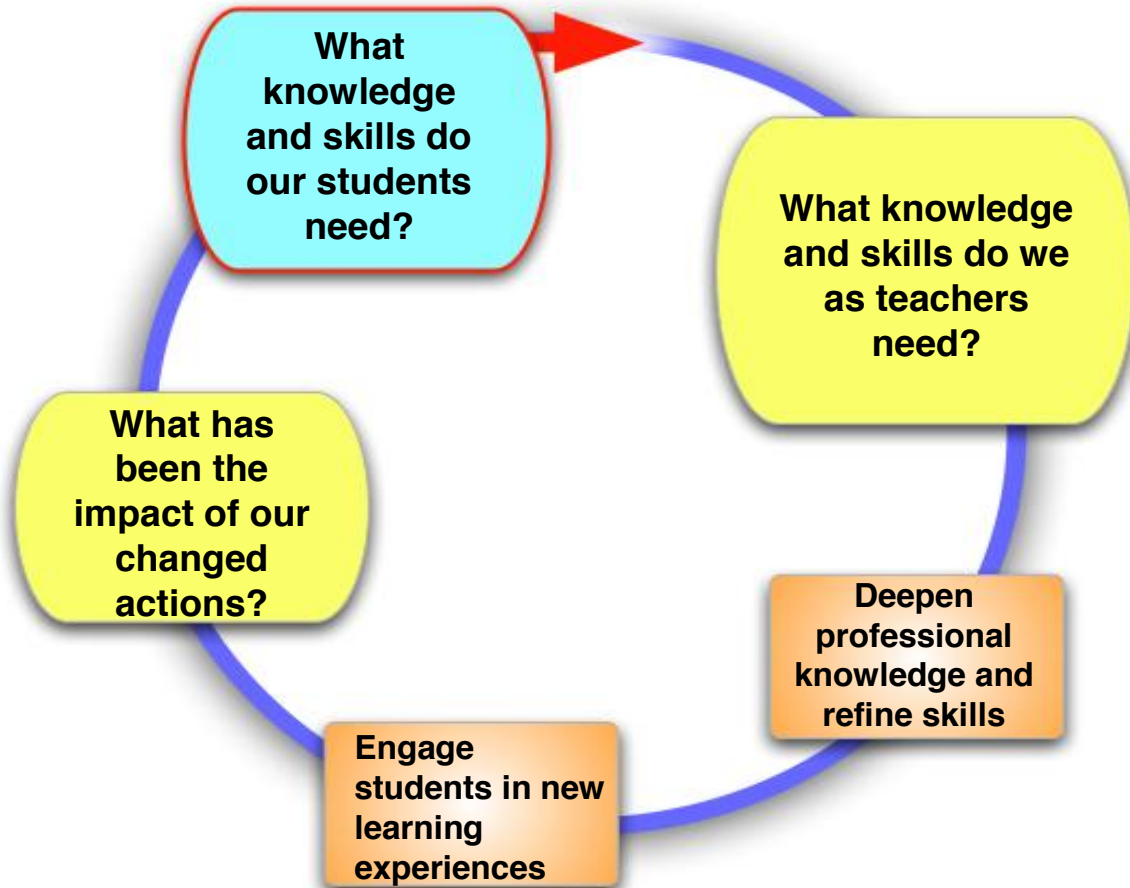 What
knowledge
and skills do
our students
need?
What knowledge
and skills do we
as teachers
need?
Deepen
professional
knowledge and
refine skills
Engage
students in new
learning
experiences
What has
been the
impact of our
changed
actions?